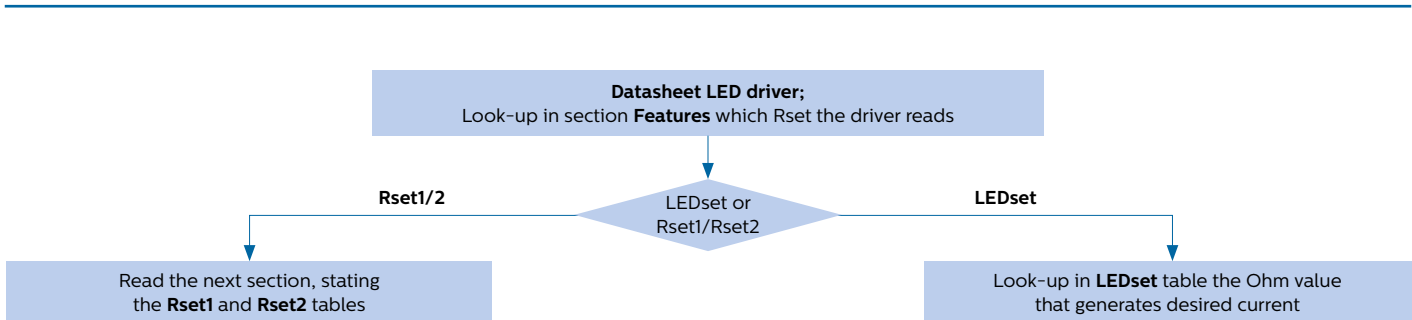 Datasheet LED driver;
Look-up in section Features which Rset the driver reads
Rset1/2
LEDset or
Rset1/Rset2
LEDset
Read the next section, stating
the Rset1 and Rset2 tables
Look-up in LEDset table the Ohm value
that generates desired current